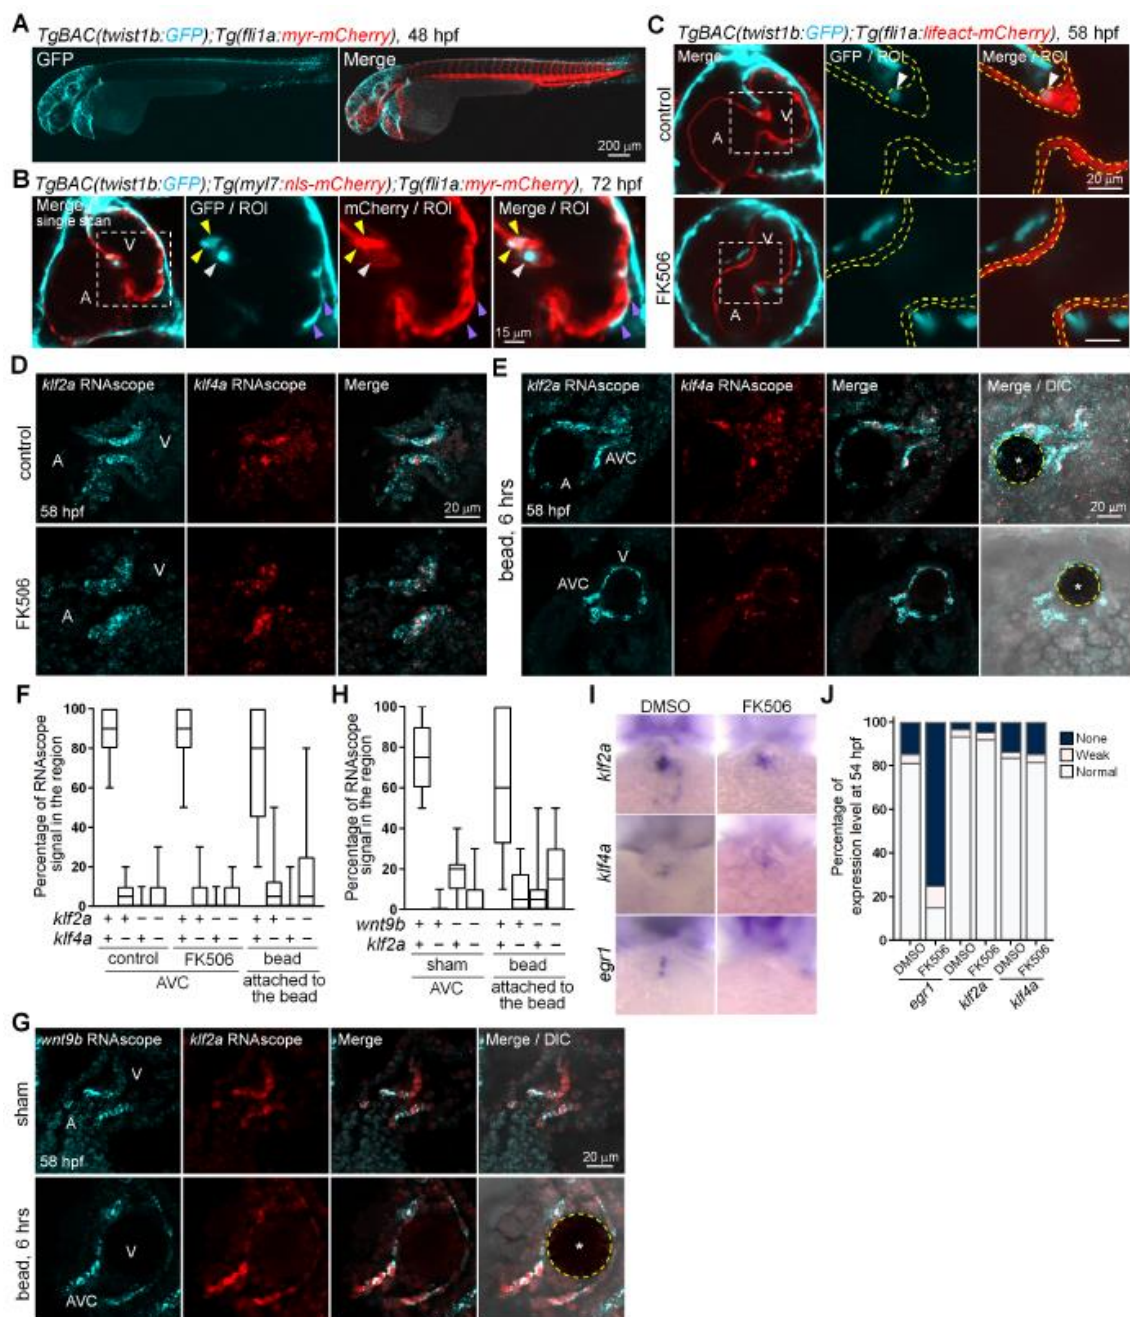 A
TgBAC(twist1b:GFP);Tg(fli1a:myr-mCherry), 48 hpf
GFP
Merge
200 µm
B
TgBAC(twist1b:GFP);Tg(myl7:nls-mCherry);Tg(fli1a:myr-mCherry), 72 hpf
Merge
single scan
GFP / ROI
mCherry / ROI
Merge / ROI
V
A
15 µm
C
TgBAC(twist1b:GFP);Tg(fli1a:lifeact-mCherry), 58 hpf
Merge
GFP / ROI
Merge / ROI
control
A
V
20 µm
FK506
V
A
D
klf2a RNAscope
klf4a RNAscope
Merge
control
A
V
58 hpf
20 µm
FK506
V
A
E
klf2a RNAscope
klf4a RNAscope
Merge
Merge / DIC
bead, 6 hrs
AVC
A
58 hpf
*
20 µm
V
AVC
*
F
Percentage of RNAscope
signal in the region
100
80
60
40
20
0
klf2a + + - - + + - - + + - -
klf4a + - + - + - + - + - + -
control FK506 bead
AVC attached to
the bead
H
Percentage of RNAscope
signal in the region
100
80
60
40
20
0
wnt9b + + - - + + - -
klf2a + - + - + - + -
sham bead
AVC attached to
the bead
I
DMSO FK506
klf2a
klf4a
egr1
J
Percentage of
expression level at 54 hpf
100
80
60
40
20
0
None
Weak
Normal
DMSO FK506 DMSO FK506 DMSO FK506
egr1 klf2a klf4a
G
wnt9b RNAscope
klf2a RNAscope
Merge
Merge / DIC
sham
V
A
58 hpf
20 µm
bead, 6 hrs
V
AVC
*